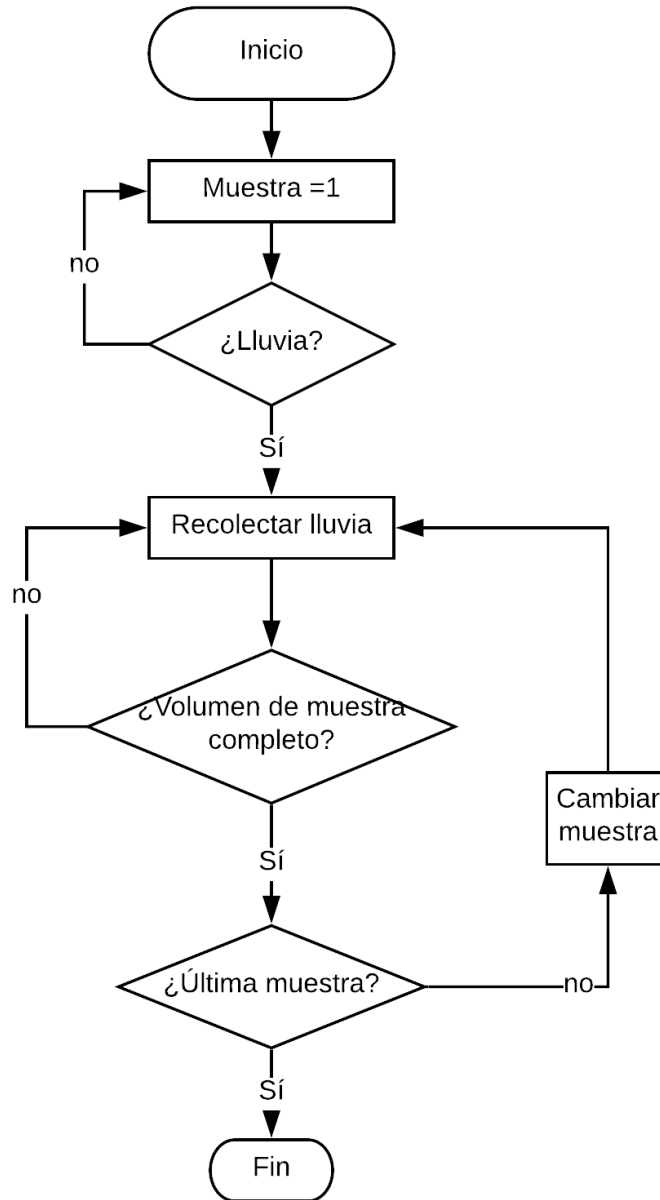 Inicio
Muestra =1
no
¿Lluvia?
Sí
Recolectar lluvia
no
¿Volumen de muestra
completo?
Cambiar
muestra
Sí
¿Última muestra?
no
Sí
Fin